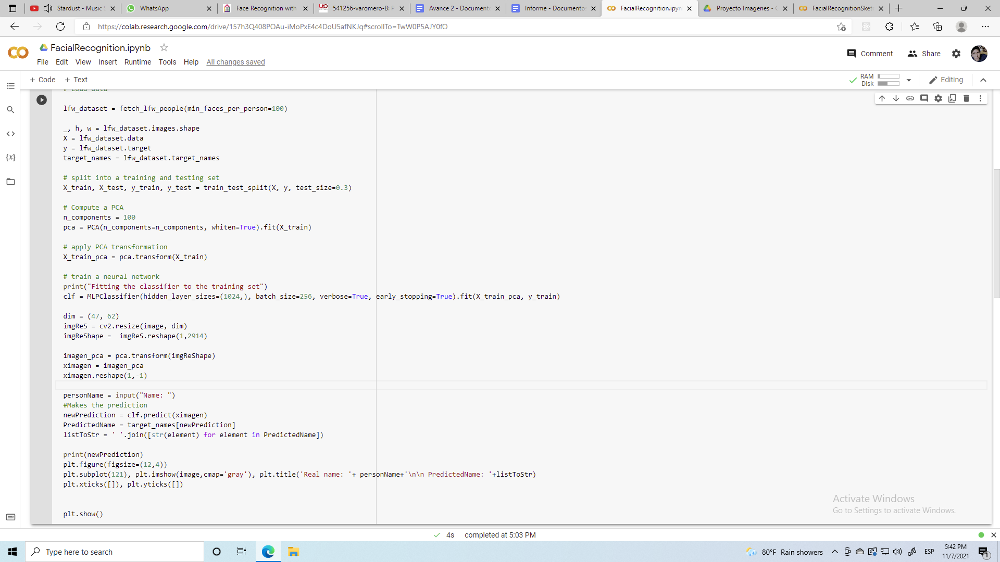 Stardust - Music
WhatsApp
Face Recognition with
541256-varomero-B: P
Avance 2 - Document
Informe - Documento
FacialRecognition.ipyn
Proyecto Imagenes -
FacialRecognitionSket
https://colab.research.google.com/drive/157h3Q408POAu-iMoPxE4c4DoU5afNKJq#scrollTo=TwW0P5AJY0fO
FacialRecognition.ipynb
Comment
Share
File Edit View Insert Runtime Tools Help All changes saved
+ Code + Text
RAM
Disk
Editing
# Load data
lfw_dataset = fetch_lfw_people(min_faces_per_person=100)
_, h, w = lfw_dataset.images.shape
X = lfw_dataset.data
y = lfw_dataset.target
target_names = lfw_dataset.target_names
# split into a training and testing set
X_train, X_test, y_train, y_test = train_test_split(X, y, test_size=0.3)
# Compute a PCA
n_components = 100
pca = PCA(n_components=n_components, whiten=True).fit(X_train)
# apply PCA transformation
X_train_pca = pca.transform(X_train)
# train a neural network
print("Fitting the classifier to the training set")
clf = MLPClassifier(hidden_layer_sizes=(1024,), batch_size=256, verbose=True, early_stopping=True).fit(X_train_pca, y_train)
dim = (47, 62)
imgReS = cv2.resize(image, dim)
imgReShape =  imgReS.reshape(1,2914)
imagen_pca = pca.transform(imgReShape)
ximagen = imagen_pca
ximagen.reshape(1,-1)
personName = input("Name: ")
#Makes the prediction
newPrediction = clf.predict(ximagen)
PredictedName = target_names[newPrediction]
listToStr = ' '.join([str(element) for element in PredictedName])
print(newPrediction)
plt.figure(figsize=(12,4))
plt.subplot(121), plt.imshow(image,cmap='gray'), plt.title('Real name: '+ personName+'\n\n PredictedName: '+listToStr)
plt.xticks([]), plt.yticks([])
plt.show()
Activate Windows
Go to Settings to activate Windows.
4s completed at 5:03 PM
Type here to search
80°F Rain showers
ESP
5:42 PM
11/7/2021
1